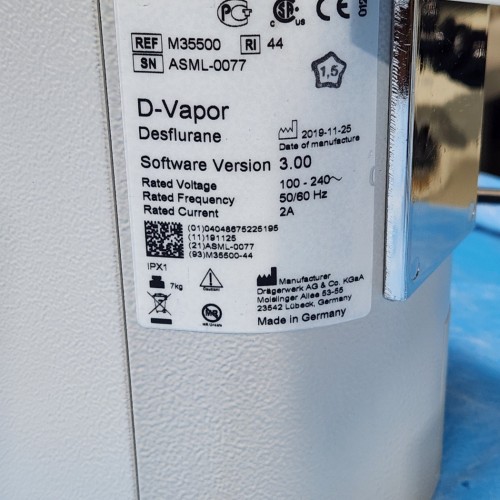 REF M35500 RI 44
SN ASML-0077
1,5
D-Vapor
Desflurane
2019-11-25
Date of manufacture
Software Version 3.00
Rated Voltage 100 - 240~
Rated Frequency 50/60 Hz
Rated Current 2A
(01)04048675225195
(11)191125
(21)ASML-0077
(93)M35500-44
IPX1
7kg
Manufacturer
Drägerwerk AG & Co. KGaA
Moislinger Allee 53-55
23542 Lübeck, Germany
Made in Germany